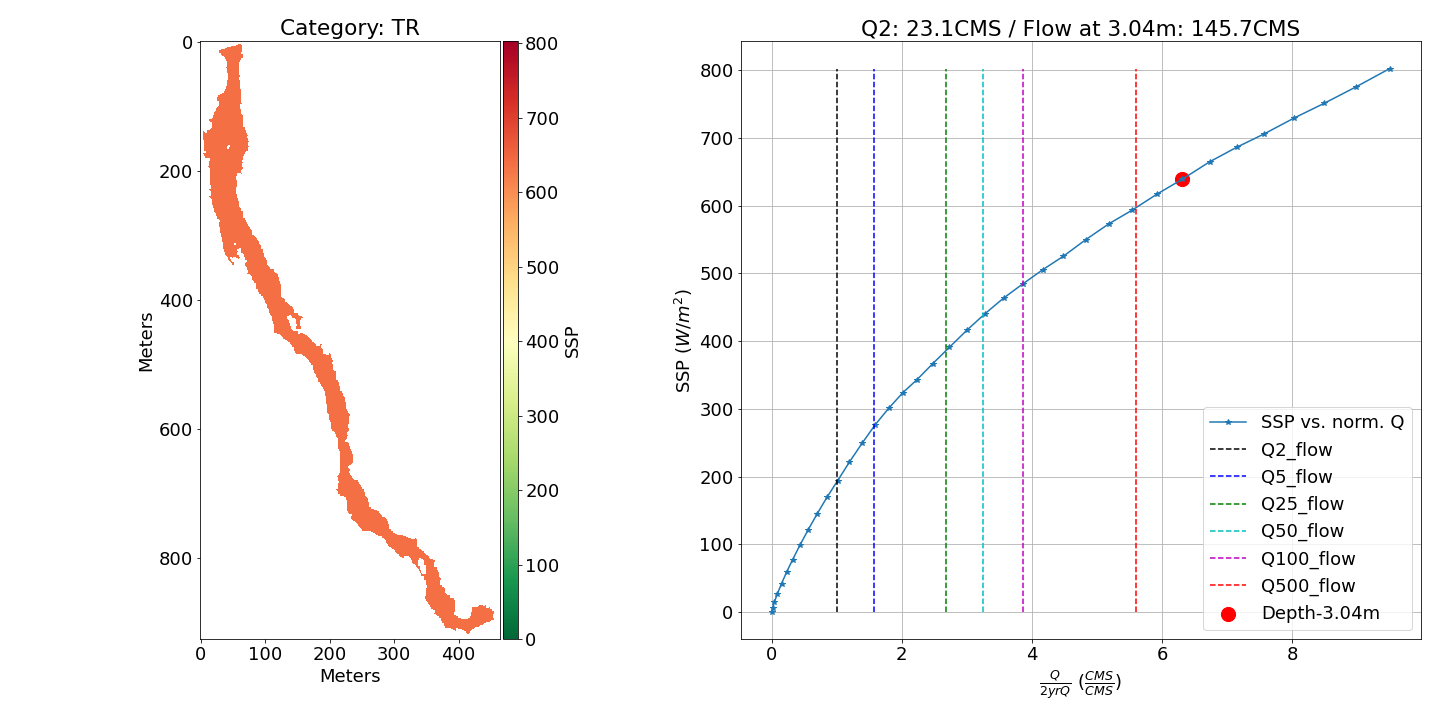 Category: TR
0
200
400
600
800
Meters
0
100
200
300
400
Meters
800
700
600
500
400
300
200
100
0
SSP
Q2: 23.1CMS / Flow at 3.04m: 145.7CMS
800
700
600
500
400
300
200
100
0
SSP (W/m²)
0
2
4
6
8
Q/2yrQ (CMS/CMS)
SSP vs. norm. Q
Q2_flow
Q5_flow
Q25_flow
Q50_flow
Q100_flow
Q500_flow
Depth-3.04m